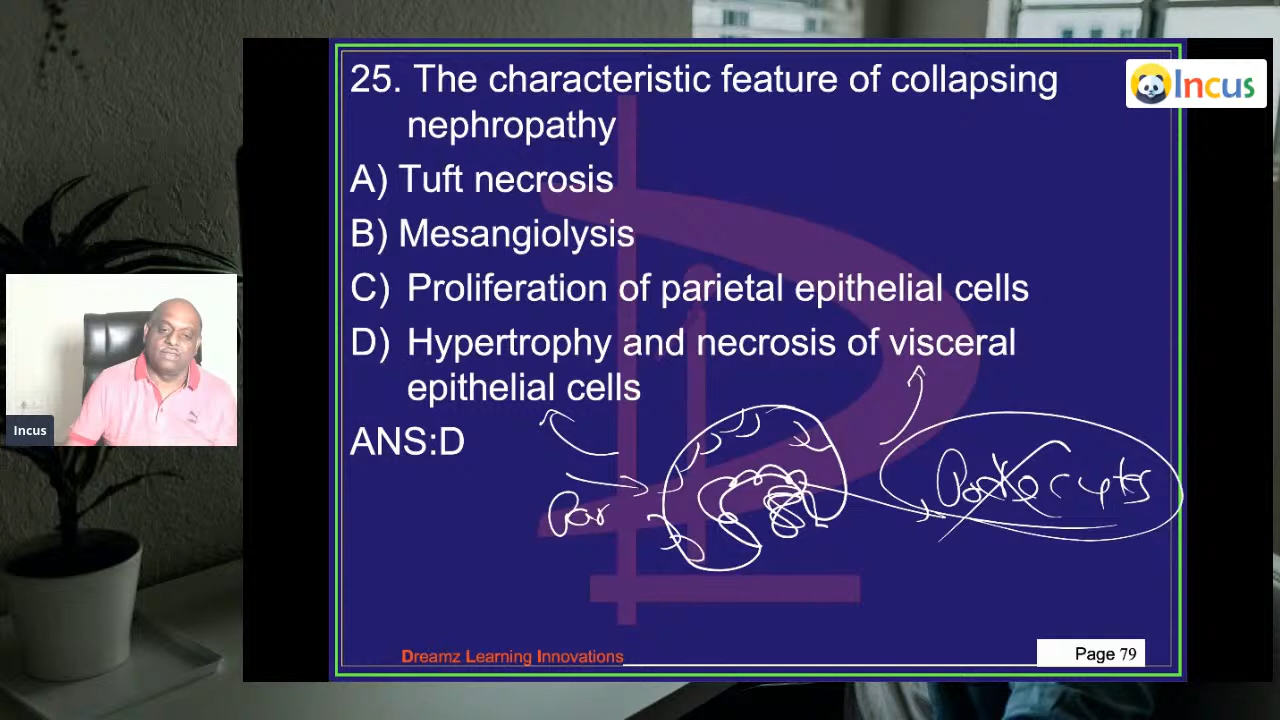 25. The characteristic feature of collapsing
nephropathy
A) Tuft necrosis
B) Mesangiolysis
C) Proliferation of parietal epithelial cells
D) Hypertrophy and necrosis of visceral
epithelial cells
ANS:D
Par
Incus
Incus
Dreamz Learning Innovations
Page 79